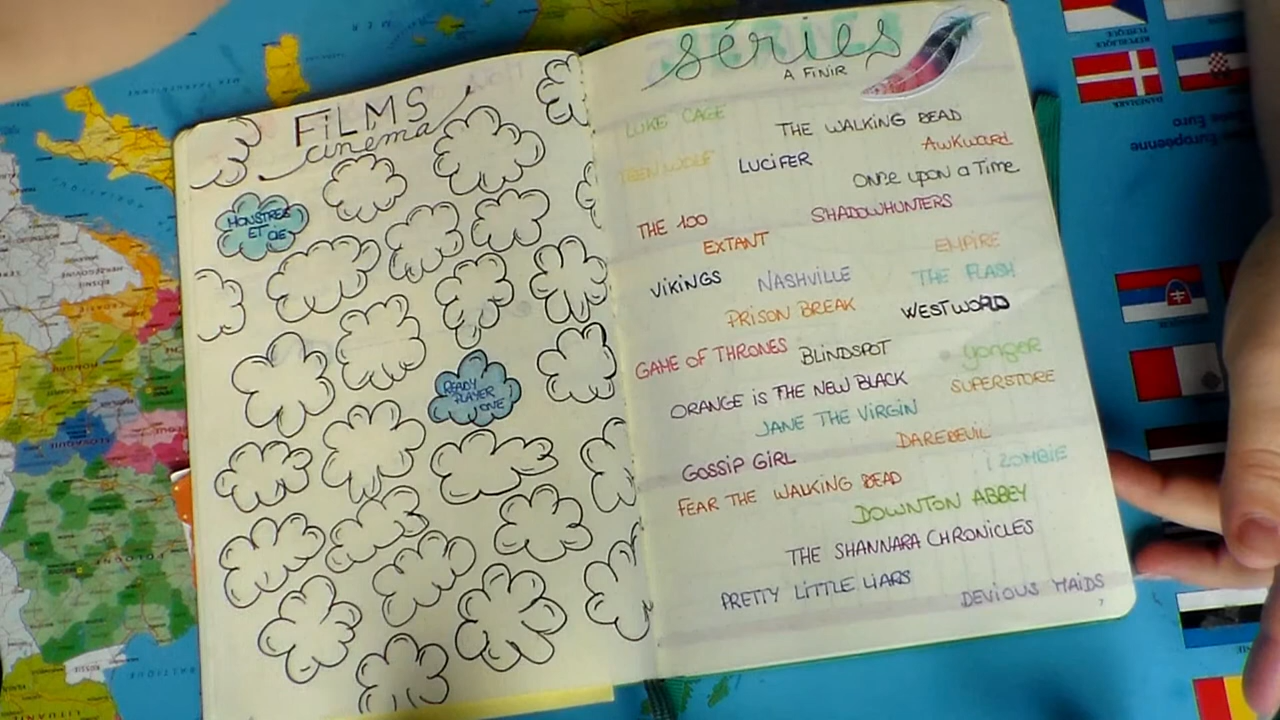 FiLMS
cinema
MONSTRES
ET CIE
READY
PLAYER
ONE
séries
A FiNiR
LUKE CAGE
THE WALKING DEAD
TEEN WOLF
LUCiFER
AWKWARD
ONCE UPON a TiME
THE 100
SHADOWHUNTERS
EXTANT
EMPIRE
ViKiNGS
NASHVILLE
THE FLASH
PRISON BREAK
WESTWORLD
GAME OF THRONES
BLiNDSPOT
YONGER
ORANGE iS THE NEW BLACK
SUPERSTORE
JANE THE ViRGiN
DAREDEViL
GOSSiP GiRL
i ZOMBiE
FEAR THE WALKING DEAD
DOWNTON ABBEY
THE SHANNARA CHRONICLES
PRETTY LiTTLE LiARS
DEViOUS MAiDS
7
DANEMARK